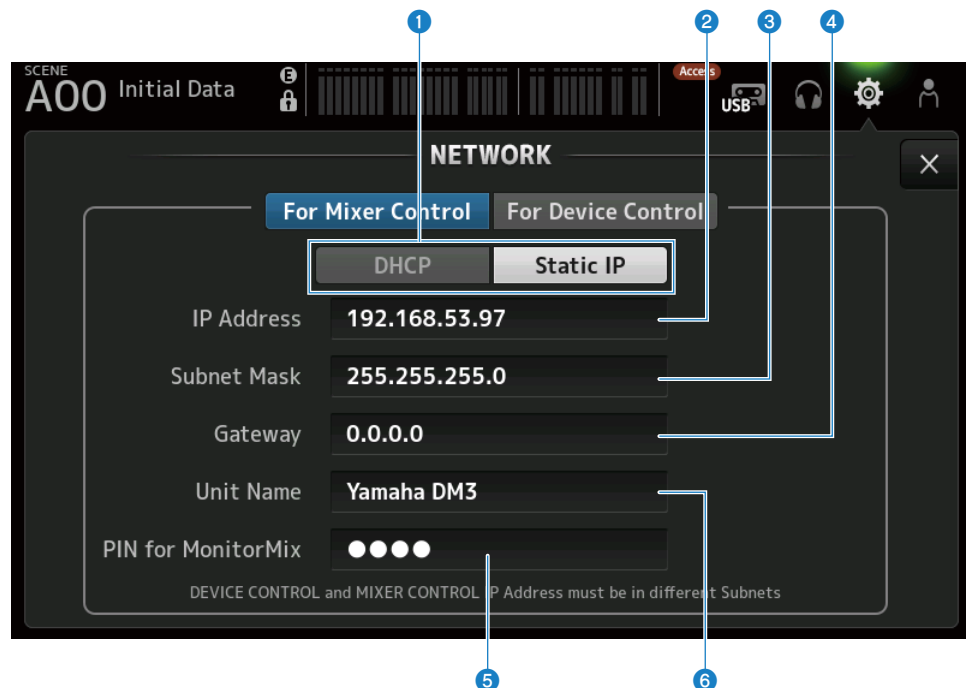 1 2 3 4
SCENE
A00 Initial Data
E
Access
USB
NETWORK
For Mixer Control For Device Control
DHCP Static IP
IP Address 192.168.53.97
Subnet Mask 255.255.255.0
Gateway 0.0.0.0
Unit Name Yamaha DM3
PIN for MonitorMix ●●●●
DEVICE CONTROL and MIXER CONTROL IP Address must be in different Subnets
5 6